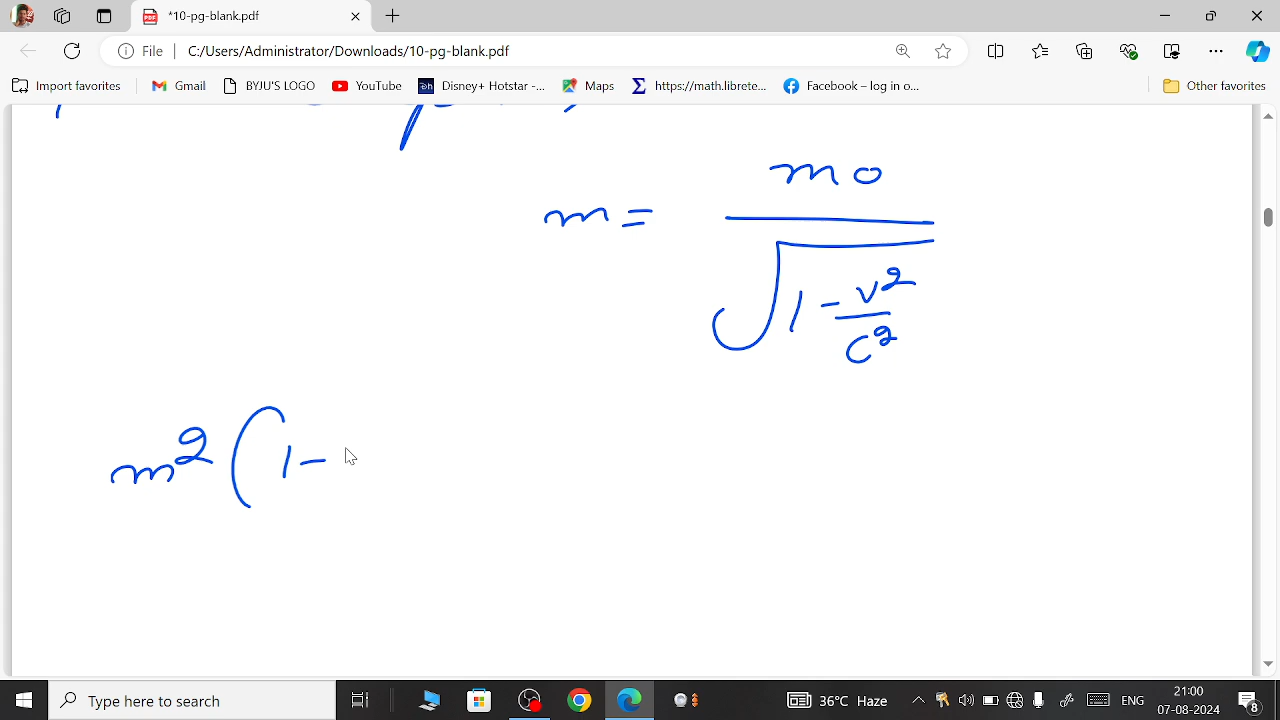 *10-pg-blank.pdf
File C:/Users/Administrator/Downloads/10-pg-blank.pdf
Import favorites Gmail BYJU'S LOGO YouTube Disney+ Hotstar -... Maps https://math.librete... Facebook – log in o... Other favorites
m = mo / √(1 - v² / c²)
m² ( 1 -
Type here to search 36°C Haze ENG 21:00
07-08-2024 8